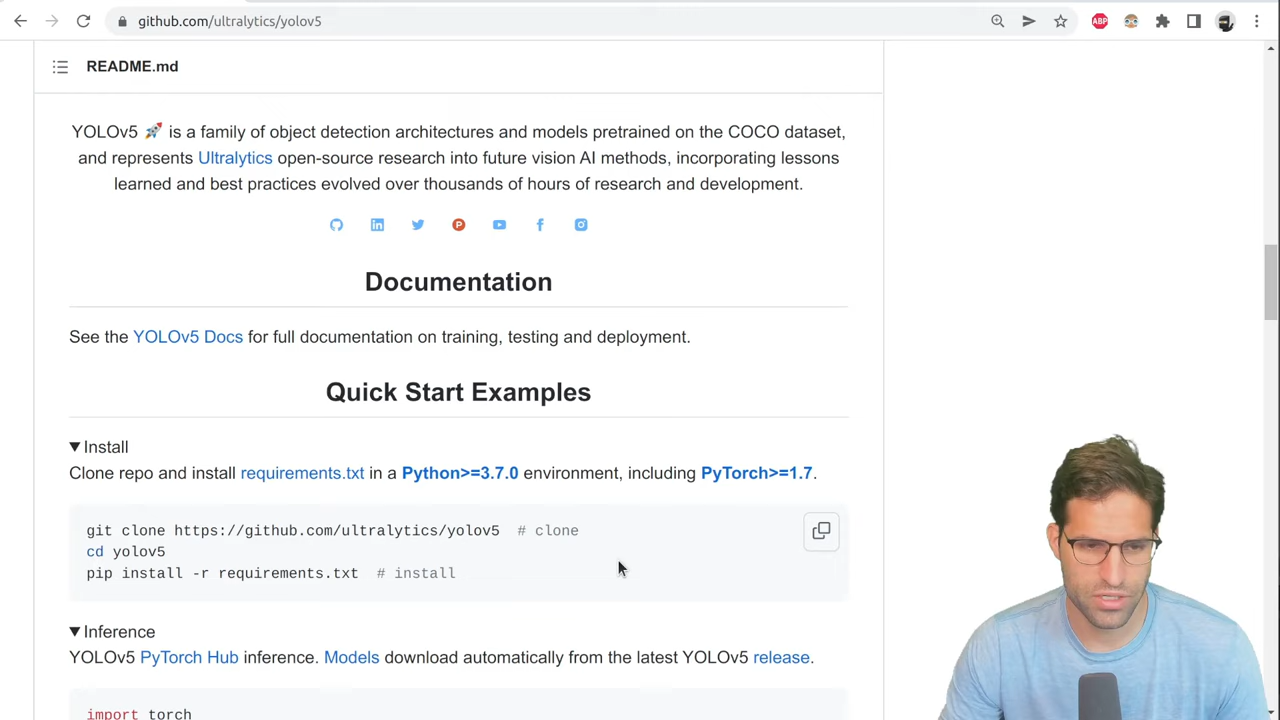 github.com/ultralytics/yolov5
ABP
README.md
YOLOv5 🚀 is a family of object detection architectures and models pretrained on the COCO dataset,
and represents Ultralytics open-source research into future vision AI methods, incorporating lessons
learned and best practices evolved over thousands of hours of research and development.
Documentation
See the YOLOv5 Docs for full documentation on training, testing and deployment.
Quick Start Examples
▼ Install
Clone repo and install requirements.txt in a Python>=3.7.0 environment, including PyTorch>=1.7.
git clone https://github.com/ultralytics/yolov5  # clone
cd yolov5
pip install -r requirements.txt  # install
▼ Inference
YOLOv5 PyTorch Hub inference. Models download automatically from the latest YOLOv5 release.
import torch